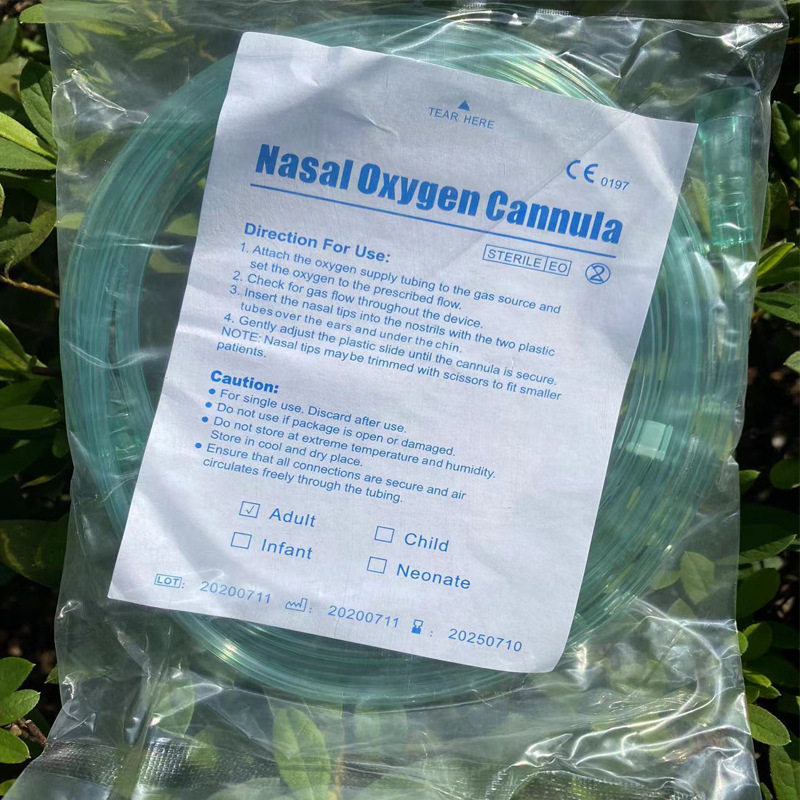 TEAR HERE
CE 0197
Nasal Oxygen Cannula
STERILE EO
2
Direction For Use:
1. Attach the oxygen supply tubing to the gas source and
set the oxygen to the prescribed flow.
2. Check for gas flow throughout the device.
3. Insert the nasal tips into the nostrils with the two plastic
tubes over the ears and under the chin.
4. Gently adjust the plastic slide until the cannula is secure.
NOTE: Nasal tips may be trimmed with scissors to fit smaller
patients.
Caution:
• For single use. Discard after use.
• Do not use if package is open or damaged.
• Do not store at extreme temperature and humidity.
Store in cool and dry place.
• Ensure that all connections are secure and air
circulates freely through the tubing.
☑ Adult
☐ Child
☐ Infant
☐ Neonate
LOT: 20200711 : 20200711 : 20250710